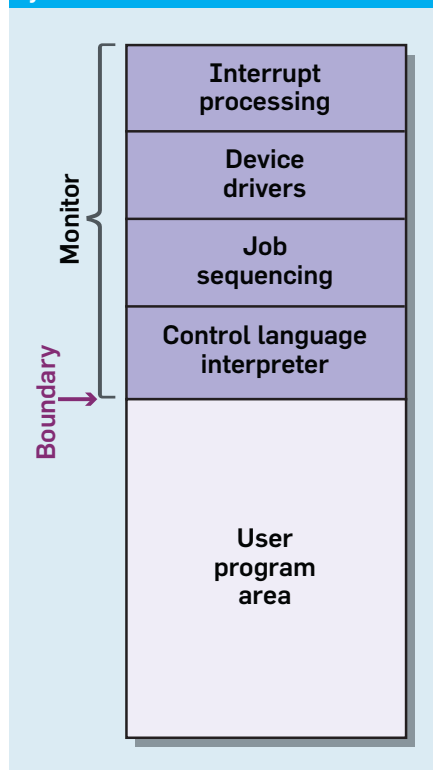 Interrupt
processing
Device
drivers
Monitor
Job
sequencing
Control language
interpreter
Boundary
User
program
area